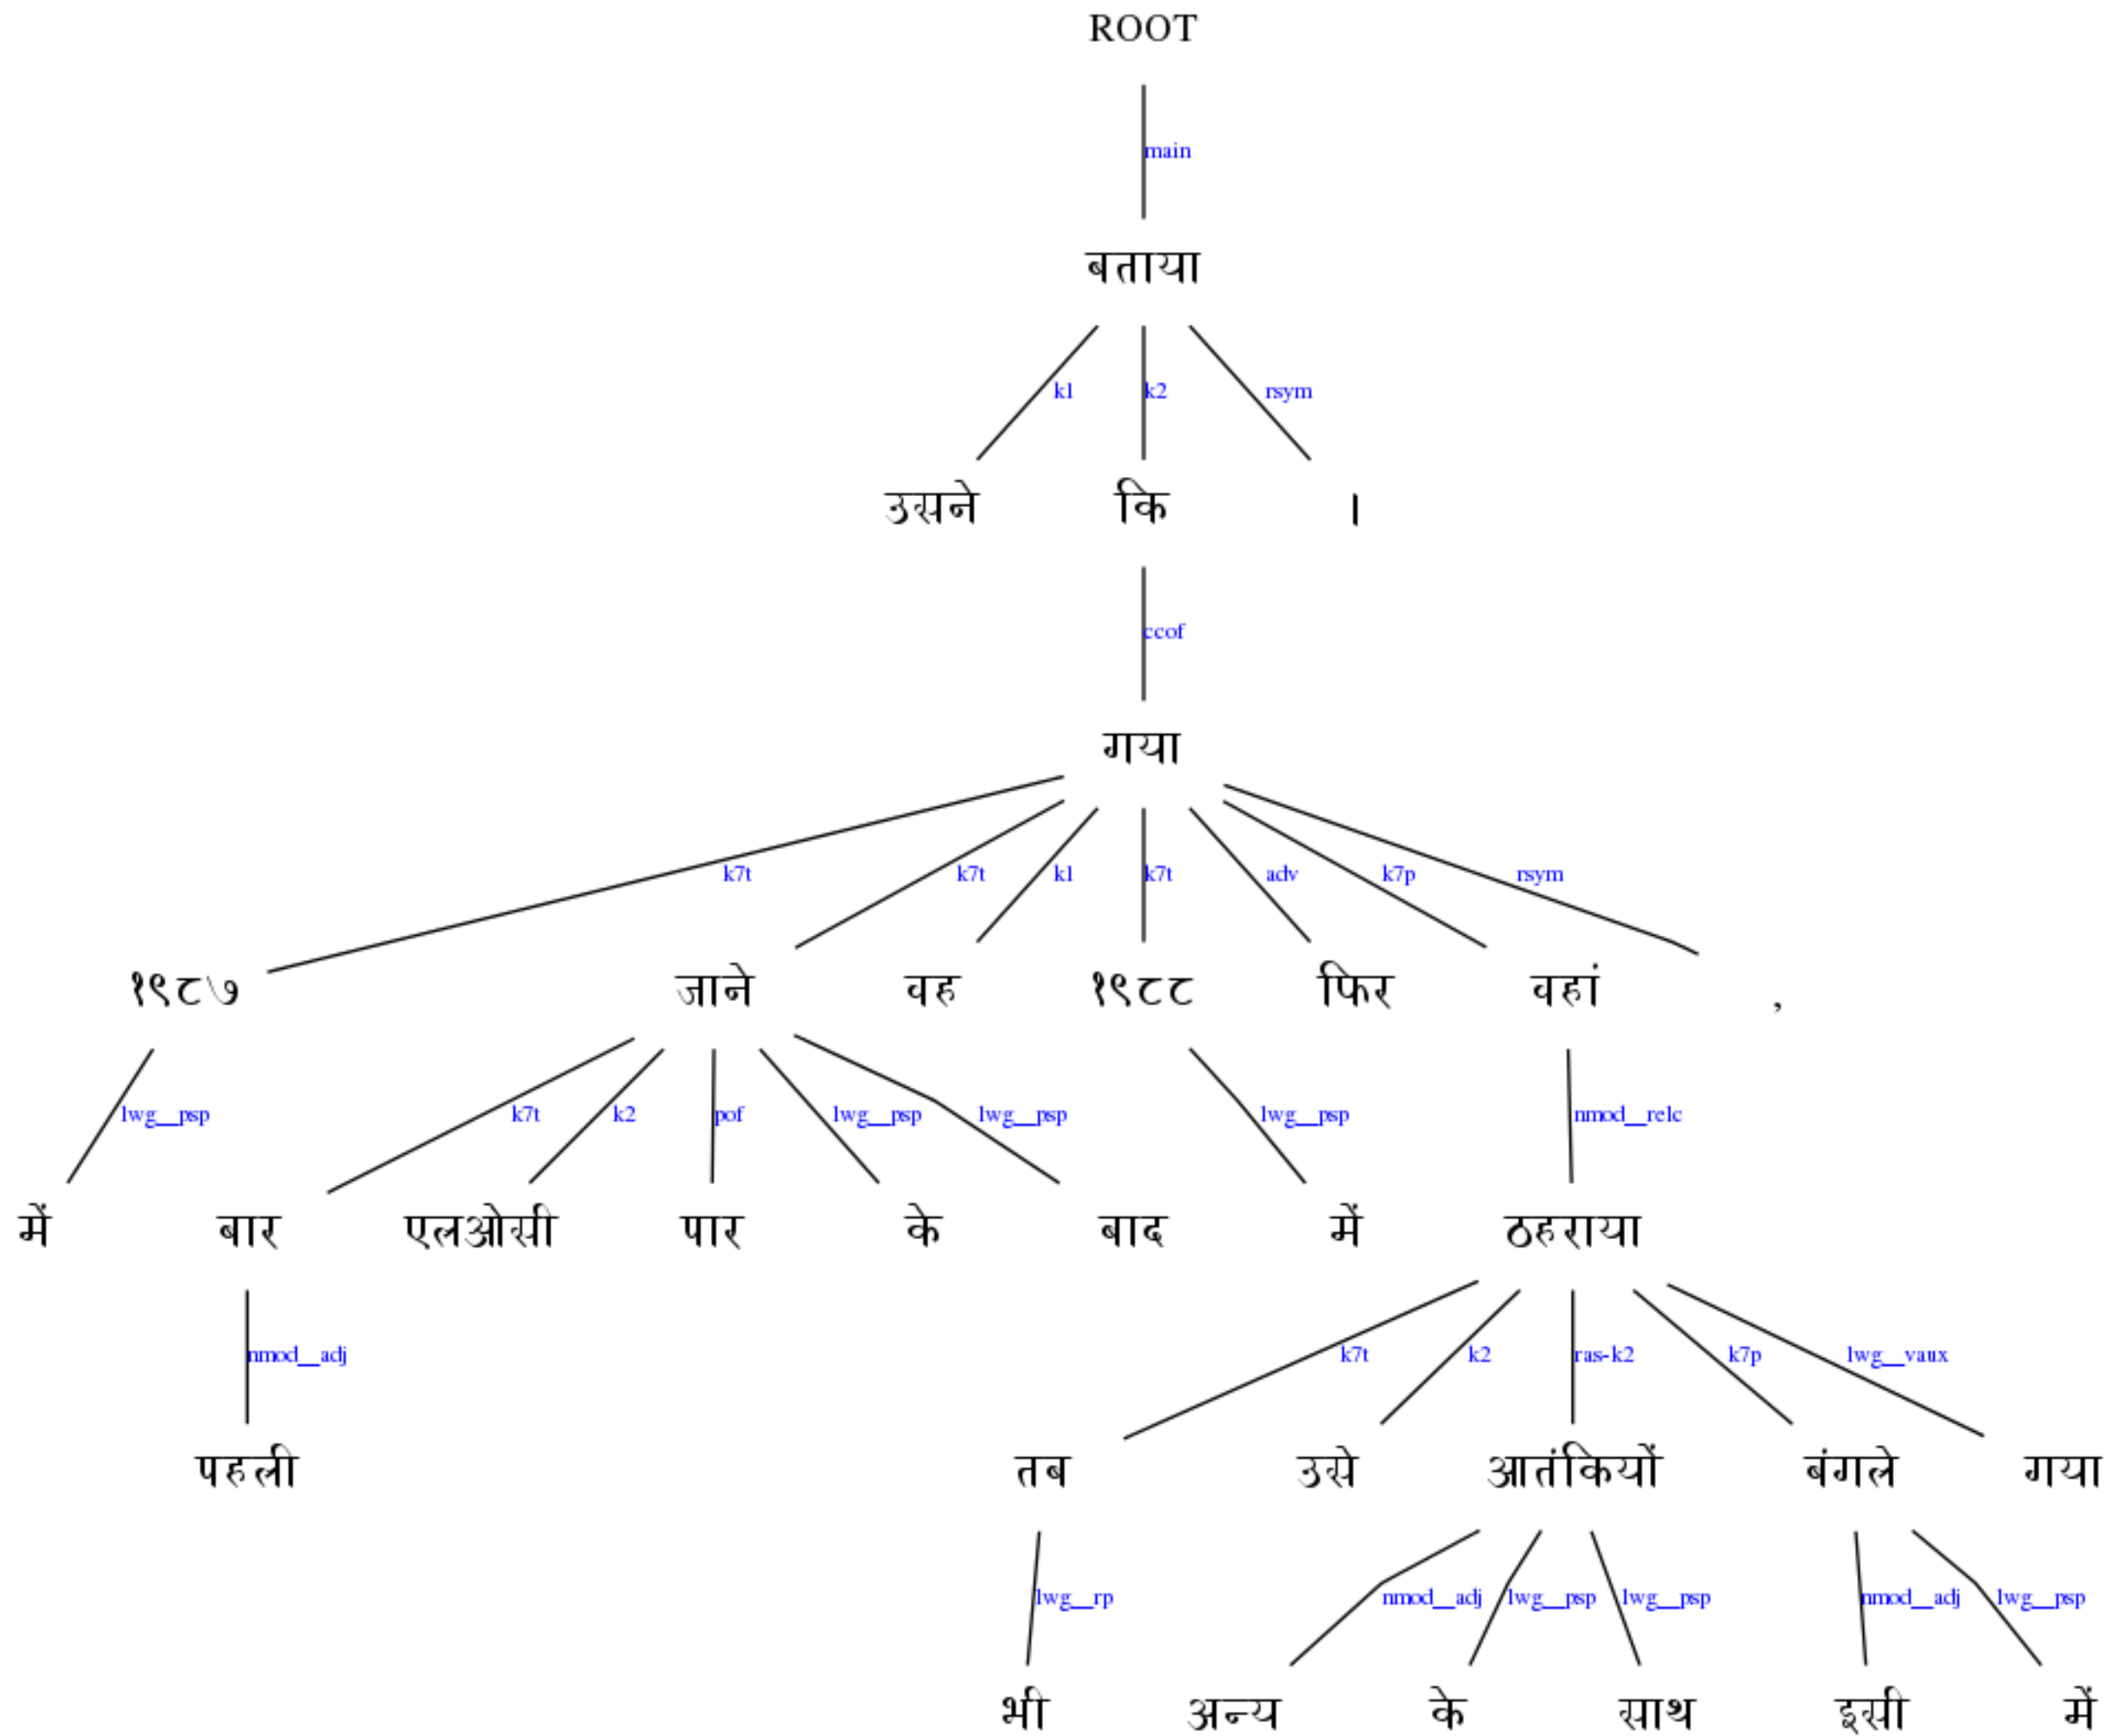 ROOT
main
बताया
k1 k2 rsym
उसने कि ।
ccof
गया
k7t k7t k1 k7t adv k7p rsym
१९८७ जाने वह १९८८ फिर वहां ,
lwg__psp k7t k2 pof lwg__psp lwg__psp lwg__psp nmod__relc
में बार एलओसी पार के बाद में ठहराया
nmod__adj k7t k2 ras-k2 k7p lwg__vaux
पहली तब उसे आतंकियों बंगले गया
lwg__rp nmod__adj lwg__psp lwg__psp nmod__adj lwg__psp
भी अन्य के साथ इसी में